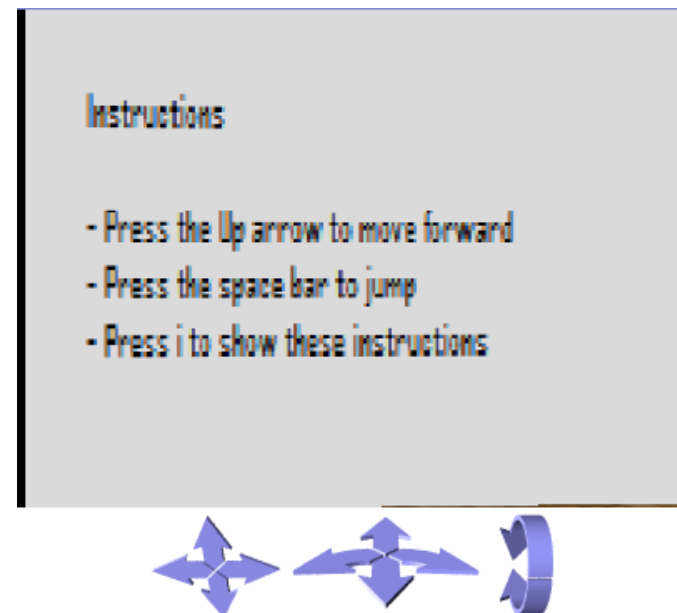 Instructions
- Press the Up arrow to move forward
- Press the space bar to jump
- Press i to show these instructions